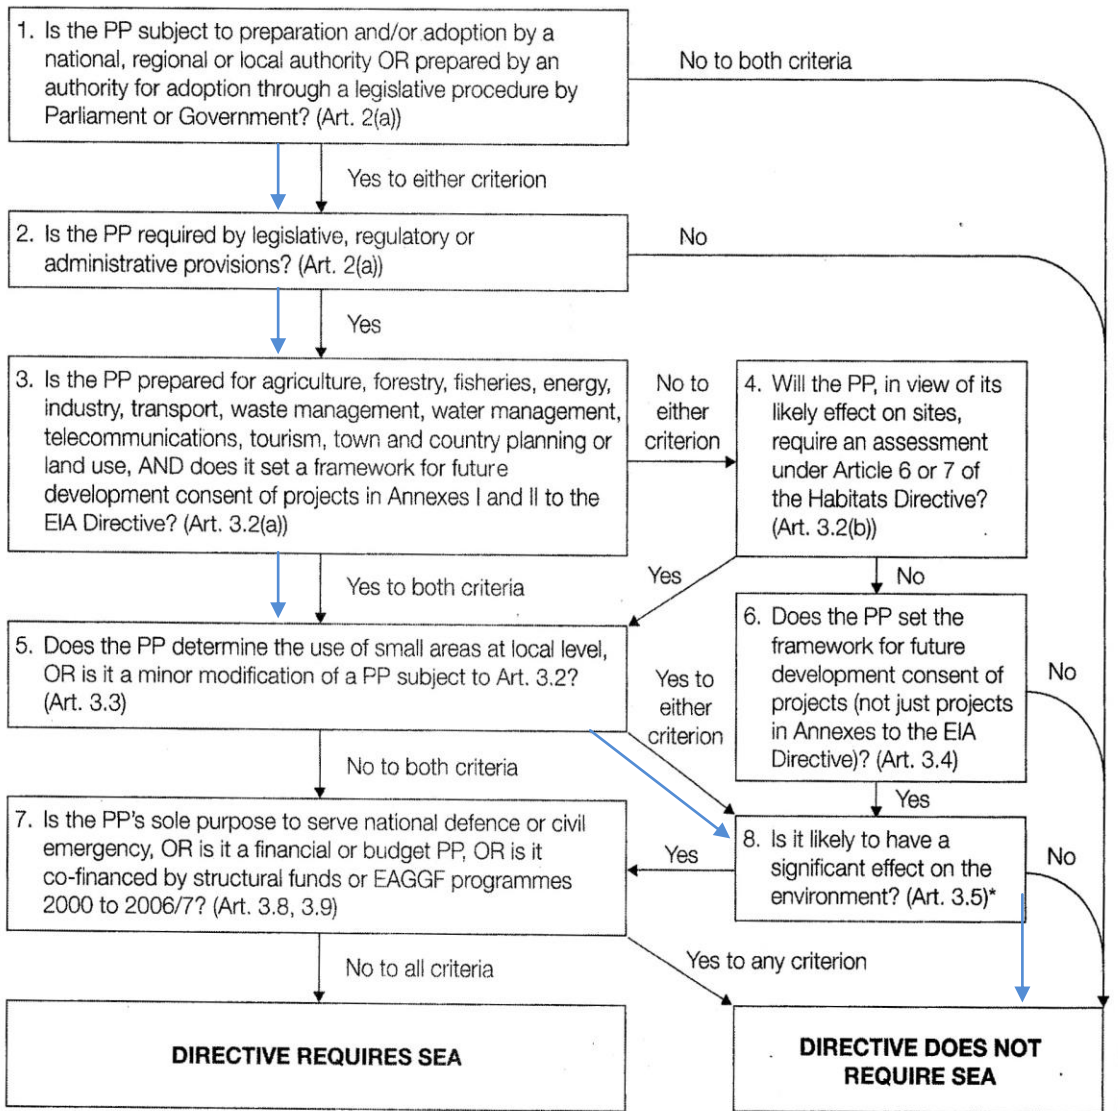 1. Is the PP subject to preparation and/or adoption by a
national, regional or local authority OR prepared by an
authority for adoption through a legislative procedure by
Parliament or Government? (Art. 2(a))
No to both criteria
Yes to either criterion
2. Is the PP required by legislative, regulatory or
administrative provisions? (Art. 2(a))
No
Yes
3. Is the PP prepared for agriculture, forestry, fisheries, energy,
industry, transport, waste management, water management,
telecommunications, tourism, town and country planning or
land use, AND does it set a framework for future
development consent of projects in Annexes I and II to the
EIA Directive? (Art. 3.2(a))
No to
either
criterion
4. Will the PP, in view of its
likely effect on sites,
require an assessment
under Article 6 or 7 of
the Habitats Directive?
(Art. 3.2(b))
Yes to both criteria
Yes
No
5. Does the PP determine the use of small areas at local level,
OR is it a minor modification of a PP subject to Art. 3.2?
(Art. 3.3)
Yes to
either
criterion
6. Does the PP set the
framework for future
development consent of
projects (not just projects
in Annexes to the EIA
Directive)? (Art. 3.4)
No
No to both criteria
Yes
7. Is the PP's sole purpose to serve national defence or civil
emergency, OR is it a financial or budget PP, OR is it
co-financed by structural funds or EAGGF programmes
2000 to 2006/7? (Art. 3.8, 3.9)
Yes
8. Is it likely to have a
significant effect on the
environment? (Art. 3.5)*
No
No to all criteria
Yes to any criterion
DIRECTIVE REQUIRES SEA
DIRECTIVE DOES NOT
REQUIRE SEA